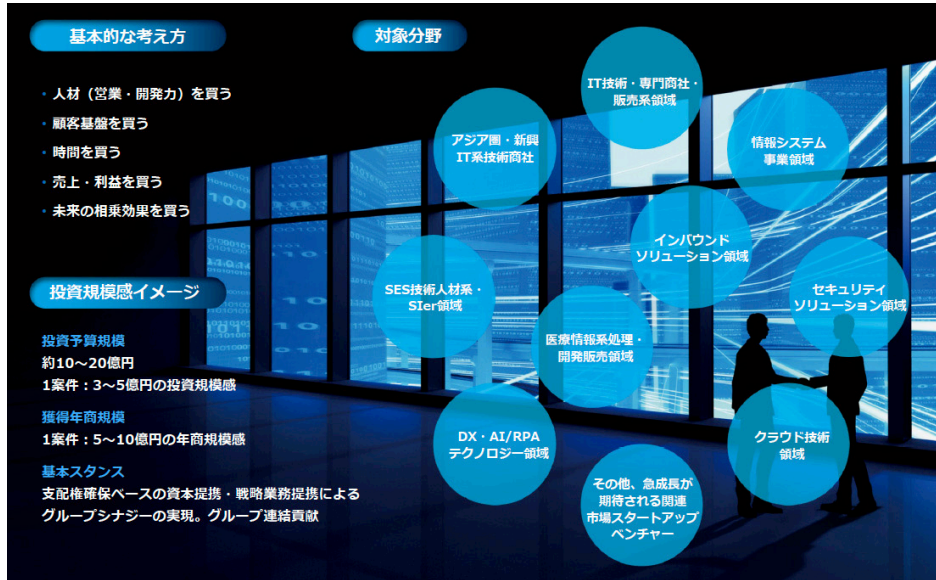 基本的な考え方
・人材（営業・開発力）を買う
・顧客基盤を買う
・時間を買う
・売上・利益を買う
・未来の相乗効果を買う
投資規模感イメージ
投資予算規模
約10～20億円
1案件：3～5億円の投資規模感
獲得年商規模
1案件：5～10億円の年商規模感
基本スタンス
支配権確保ベースの資本提携・戦略業務提携による
グループシナジーの実現。グループ連結貢献
対象分野
IT技術・専門商社・
販売系領域
アジア圏・新興
IT系技術商社
情報システム
事業領域
インバウンド
ソリューション領域
SES技術人材系・
SIer領域
セキュリティ
ソリューション領域
医療情報系処理・
開発販売領域
DX・AI/RPA
テクノロジー領域
クラウド技術
領域
その他、急成長が
期待される関連
市場スタートアップ
ベンチャー